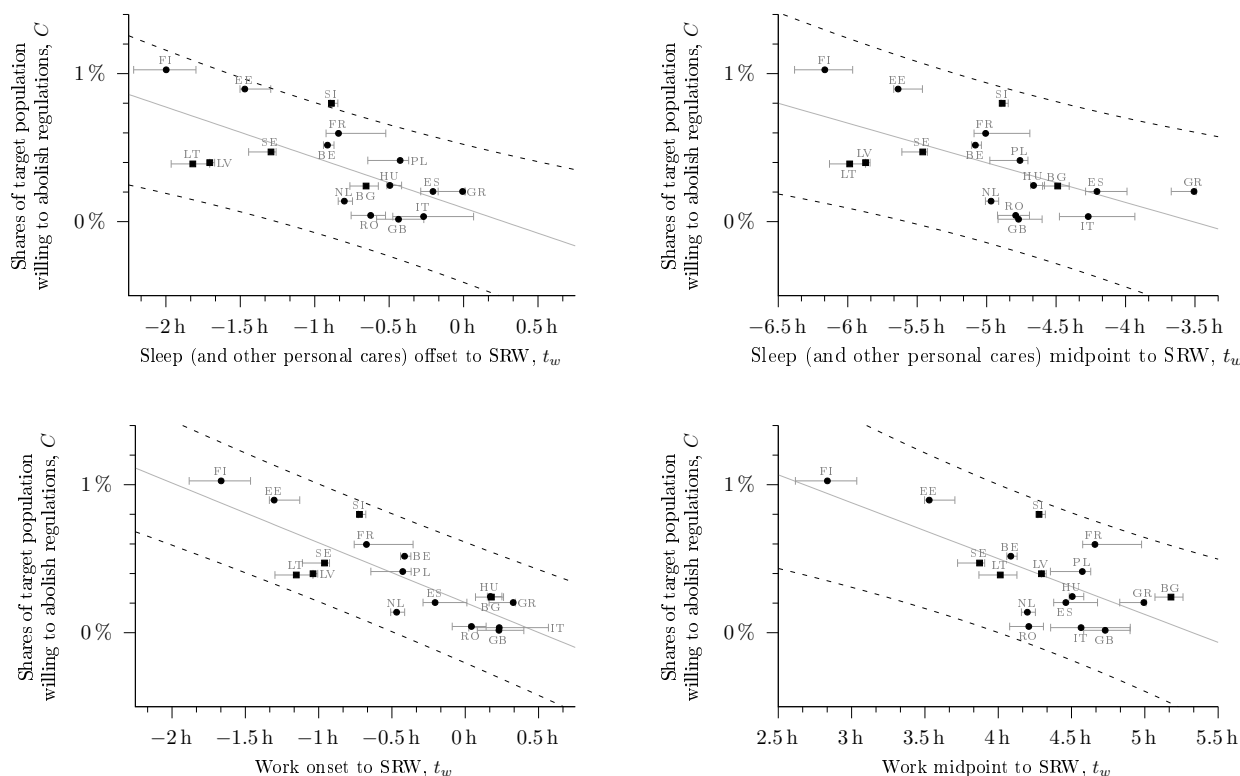 Shares of target population
willing to abolish regulations, C
1 %
0 %
FI
EE
SI
FR
BE
SE
LT
LV
PL
HU
NL
BG
ES
GR
RO
GB
IT
−2 h −1.5 h −1 h −0.5 h 0 h 0.5 h
Sleep (and other personal cares) offset to SRW, t_w
Shares of target population
willing to abolish regulations, C
1 %
0 %
FI
EE
SI
FR
BE
SE
LV
LT
PL
HU BG
NL
ES
GR
RO
GB
IT
−6.5 h −6 h −5.5 h −5 h −4.5 h −4 h −3.5 h
Sleep (and other personal cares) midpoint to SRW, t_w
Shares of target population
willing to abolish regulations, C
1 %
0 %
FI
EE
SI
FR
SE
BE
LT
LV
PL
HU
ES
NL
BG
GR
RO
GB
IT
−2 h −1.5 h −1 h −0.5 h 0 h 0.5 h
Work onset to SRW, t_w
Shares of target population
willing to abolish regulations, C
1 %
0 %
FI
EE
SI
FR
BE
SE
LT
LV
PL
HU
BG
NL
ES
GR
RO
IT
GB
2.5 h 3 h 3.5 h 4 h 4.5 h 5 h 5.5 h
Work midpoint to SRW, t_w